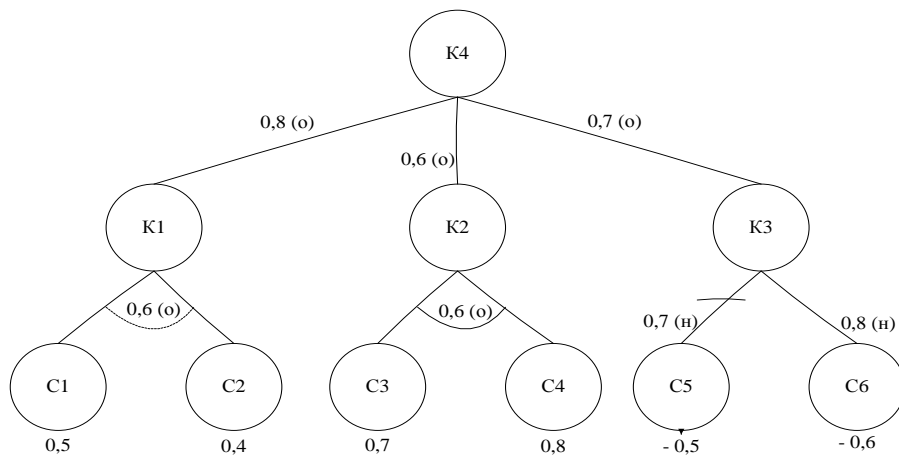 К4
0,8 (о)
0,7 (о)
0,6 (о)
К1
К2
К3
0,6 (о)
0,6 (о)
0,7 (н)
0,8 (н)
С1
С2
С3
С4
С5
С6
0,5
0,4
0,7
0,8
- 0,5
- 0,6